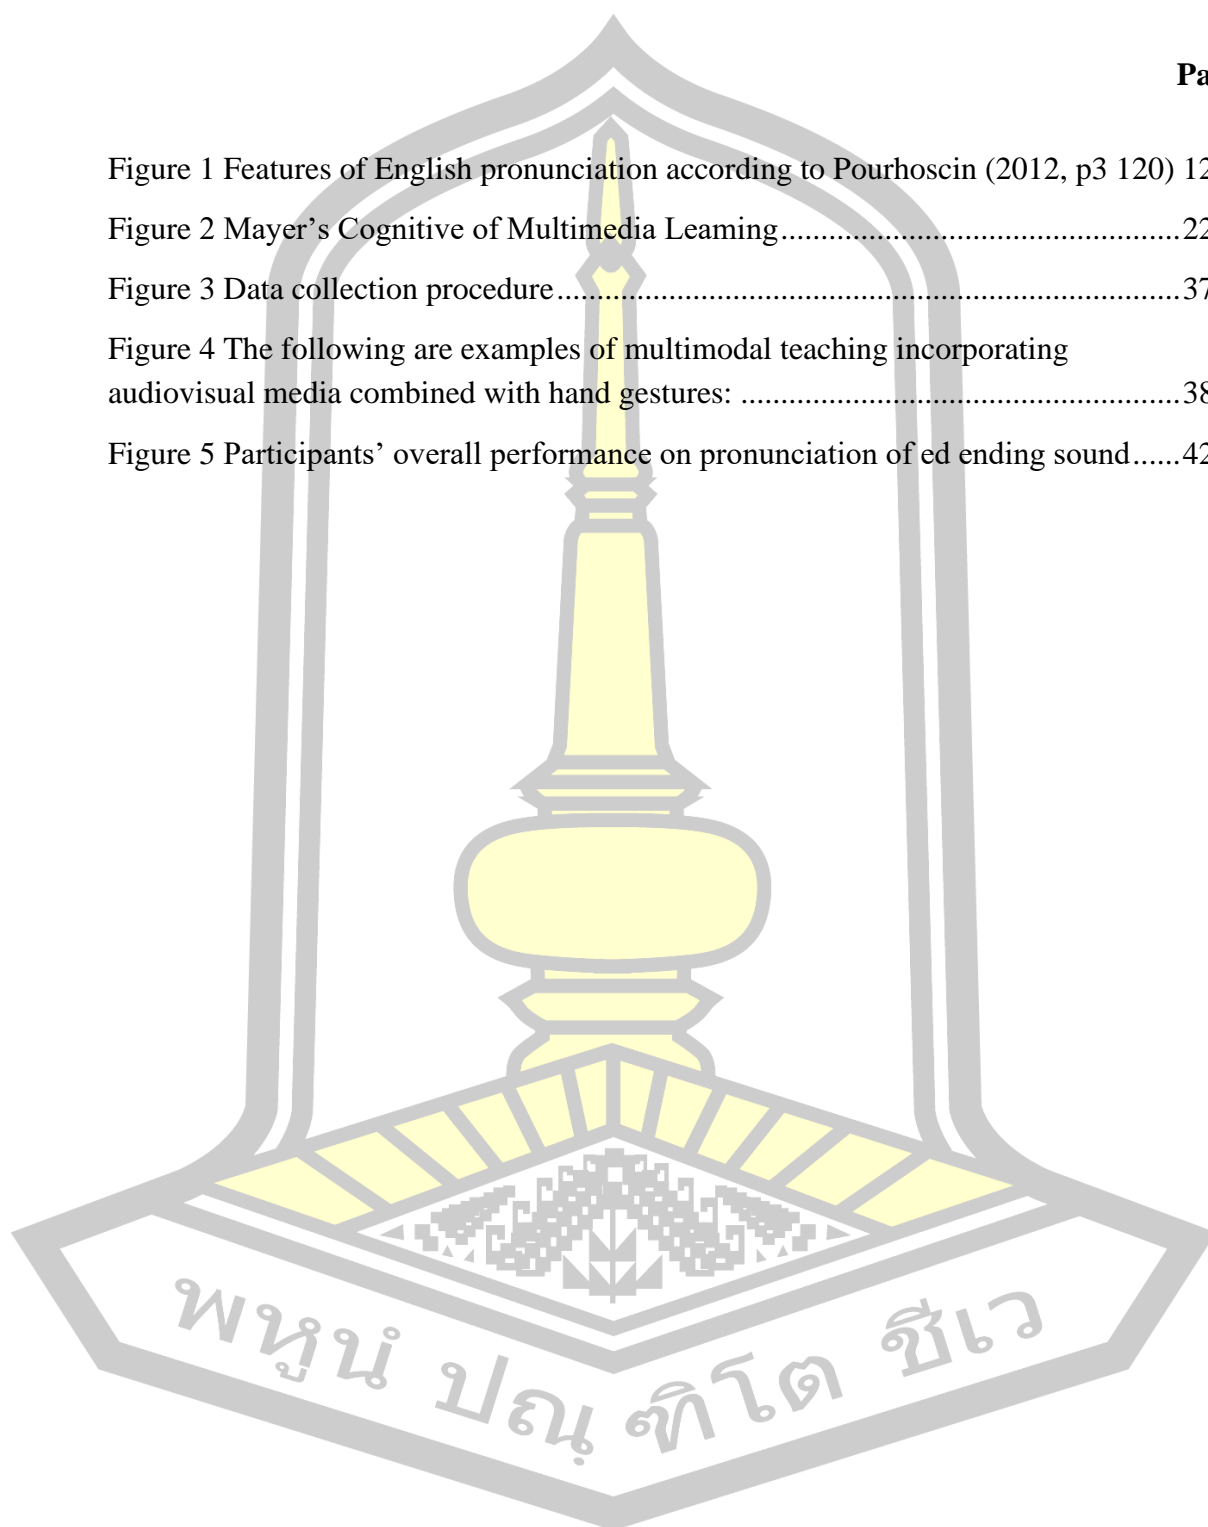 Pa
Figure 1 Features of English pronunciation according to Pourhoscin (2012, p3 120) 12
Figure 2 Mayer’s Cognitive of Multimedia Leaming..........................................22
Figure 3 Data collection procedure.....................................................................37
Figure 4 The following are examples of multimodal teaching incorporating
audiovisual media combined with hand gestures: ................................................38
Figure 5 Participants’ overall performance on pronunciation of ed ending sound......42
พหูนํ ปณฺฑิโต ชีเว